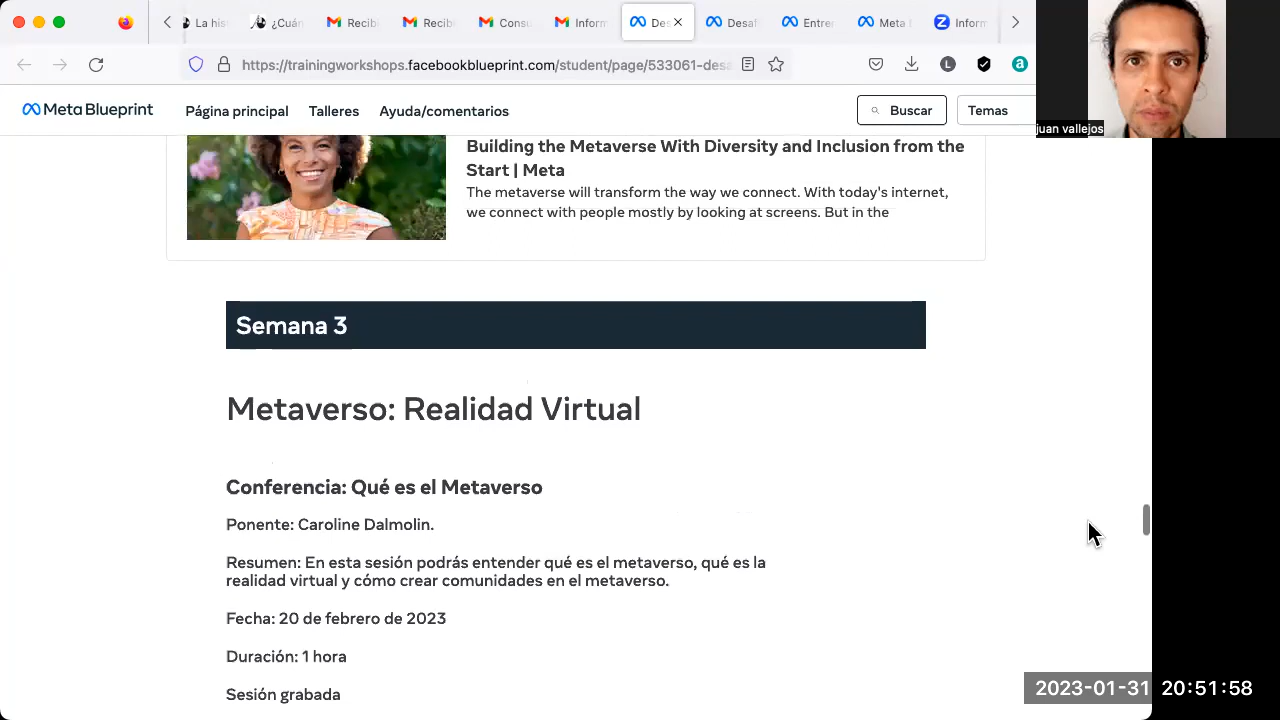 La his
¿Cuán
Recib
Recib
Consu
Inform
Des
Desaf
Entrer
Meta
Inform
https://trainingworkshops.facebookblueprint.com/student/page/533061-desa
L
a
Meta Blueprint
Página principal
Talleres
Ayuda/comentarios
Buscar
Temas
juan vallejos
Building the Metaverse With Diversity and Inclusion from the
Start | Meta
The metaverse will transform the way we connect. With today's internet,
we connect with people mostly by looking at screens. But in the
Semana 3
Metaverso: Realidad Virtual
Conferencia: Qué es el Metaverso
Ponente: Caroline Dalmolin.
Resumen: En esta sesión podrás entender qué es el metaverso, qué es la
realidad virtual y cómo crear comunidades en el metaverso.
Fecha: 20 de febrero de 2023
Duración: 1 hora
Sesión grabada
2023-01-31 20:51:58